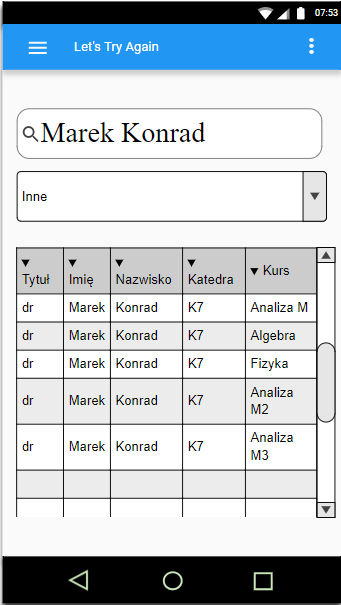 07:53
Let's Try Again
Marek Konrad
Inne
Tytuł Imię Nazwisko Katedra Kurs
dr Marek Konrad K7 Analiza M
dr Marek Konrad K7 Algebra
dr Marek Konrad K7 Fizyka
dr Marek Konrad K7 Analiza
M2
dr Marek Konrad K7 Analiza
M3